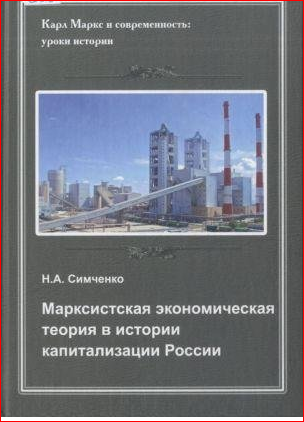 Карл Маркс и современность:
уроки истории
Н.А. Симченко
Марксистская экономическая
теория в истории
капитализации России